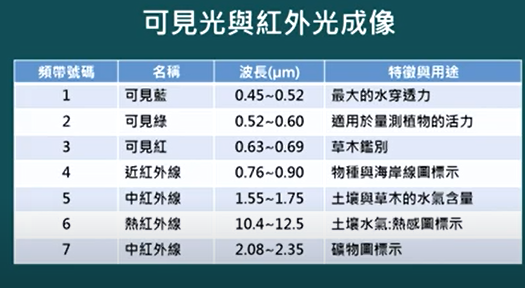 可見光與紅外光成像
頻帶號碼 名稱 波長(μm) 特徵與用途
1 可見藍 0.45~0.52 最大的水穿透力
2 可見綠 0.52~0.60 適用於量測植物的活力
3 可見紅 0.63~0.69 草木鑑別
4 近紅外線 0.76~0.90 物種與海岸線圖標示
5 中紅外線 1.55~1.75 土壤與草木的水氣含量
6 熱紅外線 10.4~12.5 土壤水氣:熱感圖標示
7 中紅外線 2.08~2.35 礦物圖標示